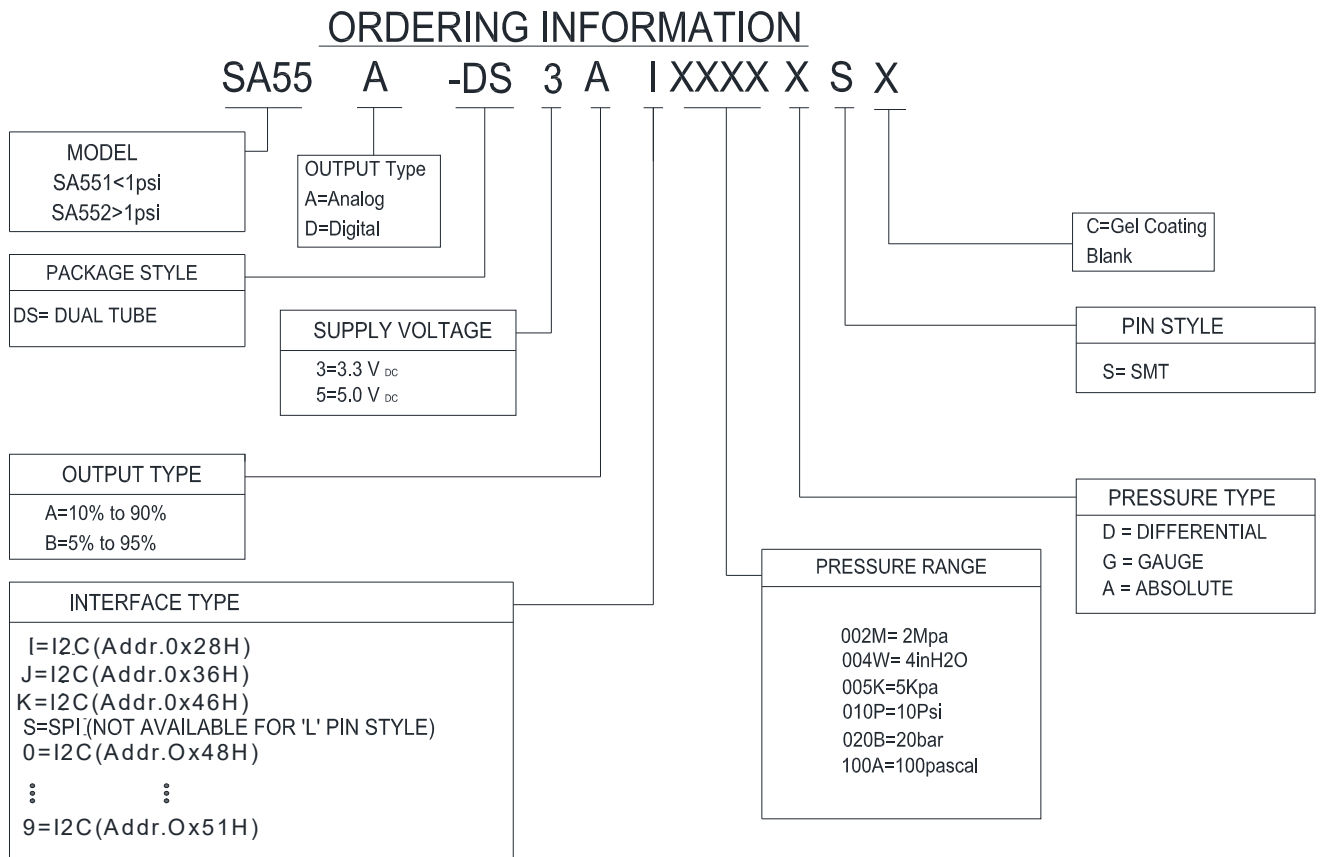 ORDERING INFORMATION
SA55 A -DS 3 A I XXXX X S X
MODEL
SA551<1psi
SA552>1psi
OUTPUT Type
A=Analog
D=Digital
C=Gel Coating
Blank
PACKAGE STYLE
DS= DUAL TUBE
SUPPLY VOLTAGE
3=3.3 V DC
5=5.0 V DC
PIN STYLE
S= SMT
OUTPUT TYPE
A=10% to 90%
B=5% to 95%
PRESSURE TYPE
D = DIFFERENTIAL
G = GAUGE
A = ABSOLUTE
INTERFACE TYPE
I=I2C(Addr.0x28H)
J=I2C(Addr.0x36H)
K=I2C(Addr.0x46H)
S=SPI (NOT AVAILABLE FOR 'L' PIN STYLE)
0=I2C(Addr.Ox48H)
9=I2C(Addr.Ox51H)
PRESSURE RANGE
002M= 2Mpa
004W= 4inH2O
005K=5Kpa
010P=10Psi
020B=20bar
100A=100pascal